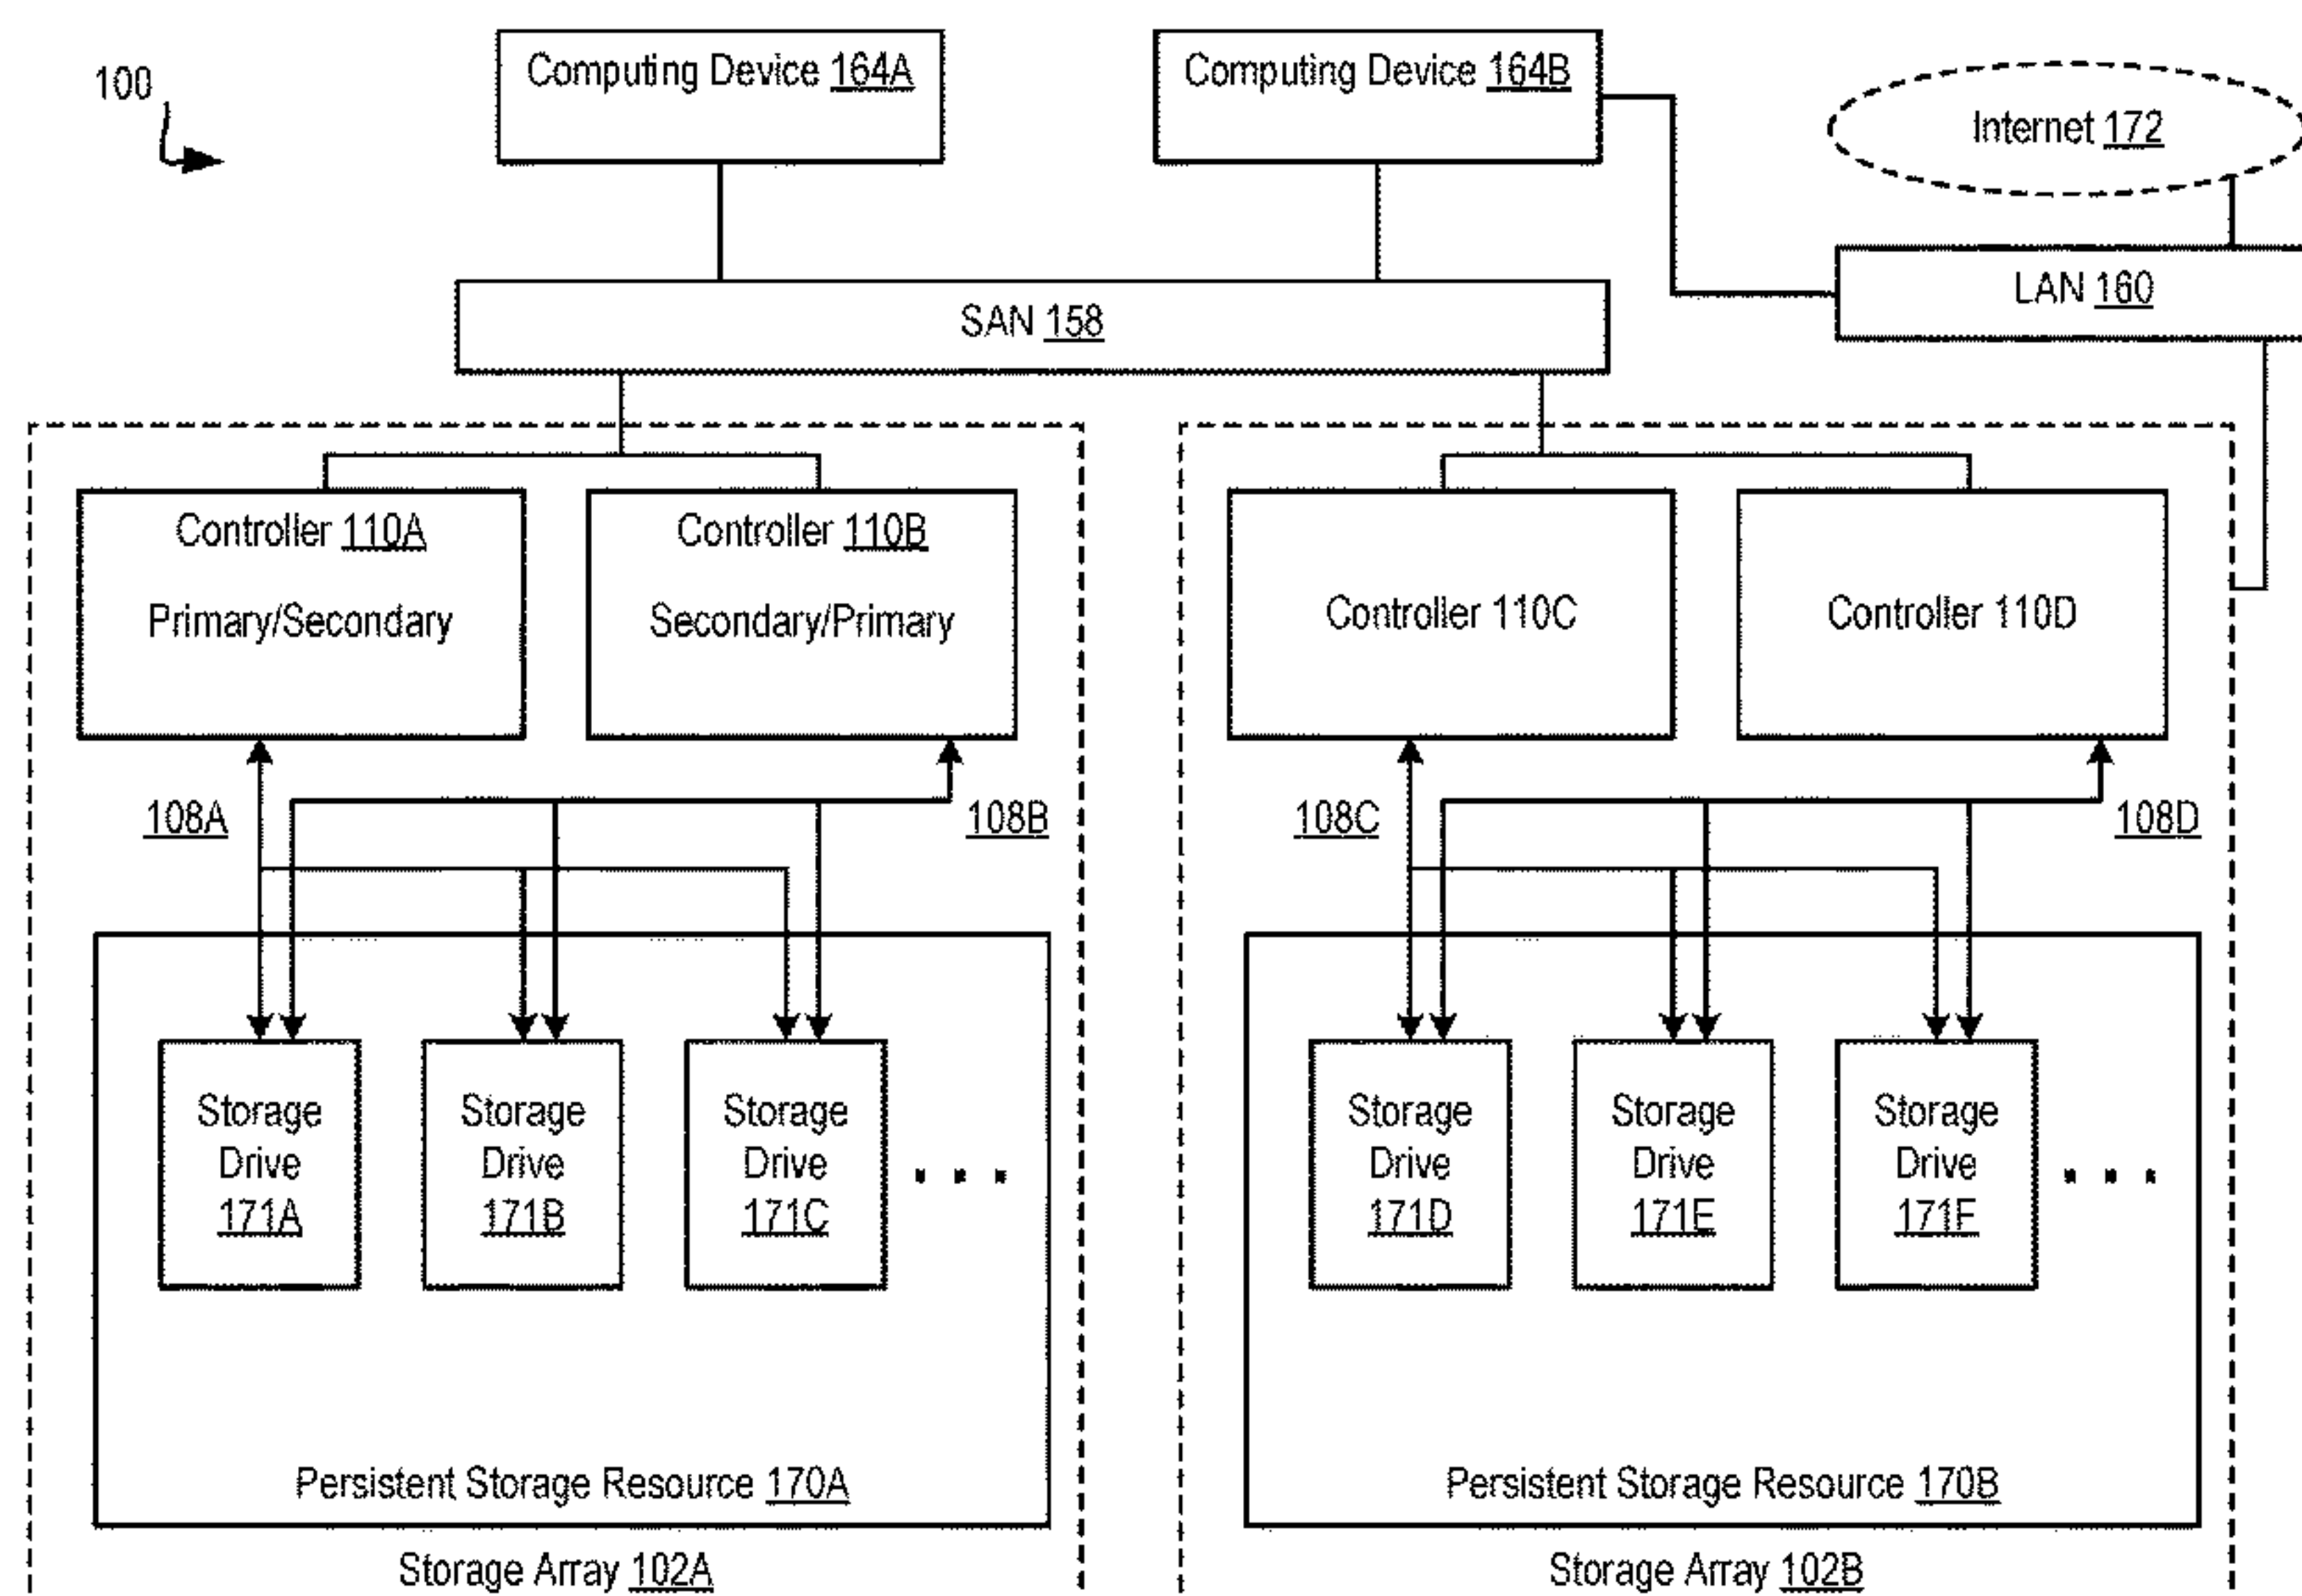 100
Computing Device 164A
Computing Device 164B
Internet 172
LAN 160
SAN 158
Controller 110A
Primary/Secondary
Controller 110B
Secondary/Primary
Controller 110C
Controller 110D
108A
108B
108C
108D
Storage
Drive
171A
Storage
Drive
171B
Storage
Drive
171C
Storage
Drive
171D
Storage
Drive
171E
Storage
Drive
171F
Persistent Storage Resource 170A
Persistent Storage Resource 170B
Storage Array 102A
Storage Array 102B